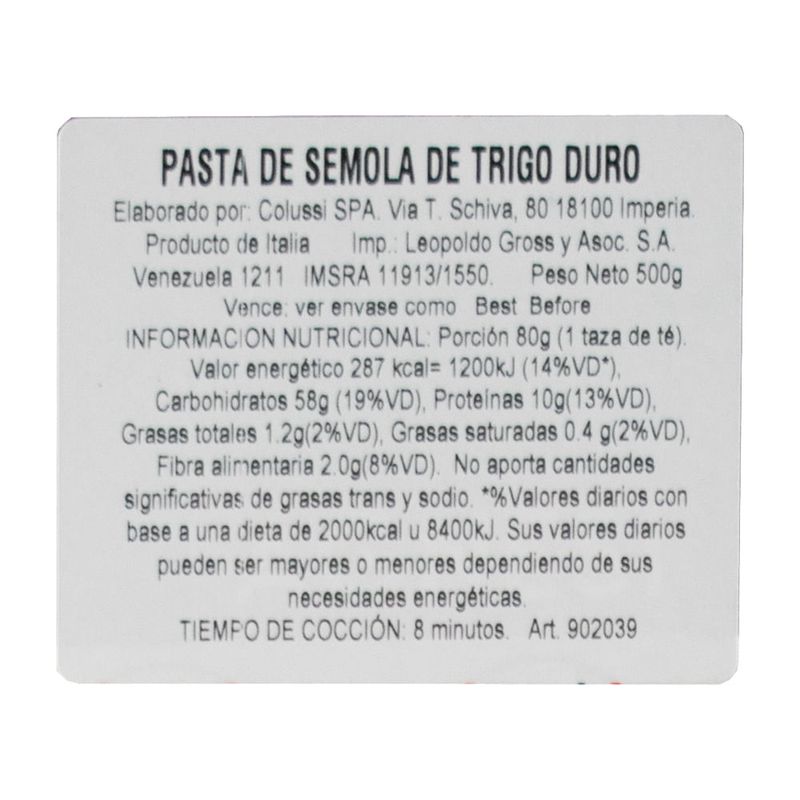 PASTA DE SEMOLA DE TRIGO DURO
Elaborado por: Colussi SPA. Via T. Schiva, 80 18100 Imperia.
Producto de Italia Imp.: Leopoldo Gross y Asoc. S.A.
Venezuela 1211 IMSRA 11913/1550. Peso Neto 500g
Vence: ver envase como Best Before
INFORMACION NUTRICIONAL: Porción 80g (1 taza de té).
Valor energético 287 kcal= 1200kJ (14%VD*),
Carbohidratos 58g (19%VD), Proteínas 10g(13%VD),
Grasas totales 1.2g(2%VD), Grasas saturadas 0.4 g(2%VD),
Fibra alimentaria 2.0g(8%VD). No aporta cantidades
significativas de grasas trans y sodio. *%Valores diarios con
base a una dieta de 2000kcal u 8400kJ. Sus valores diarios
pueden ser mayores o menores dependiendo de sus
necesidades energéticas.
TIEMPO DE COCCIÓN: 8 minutos. Art. 902039